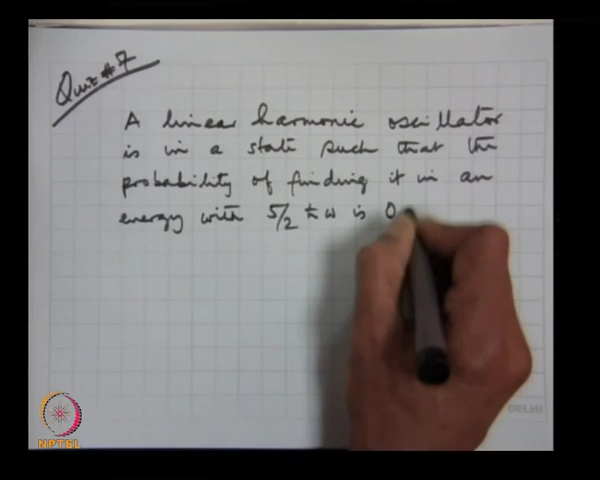 Quiz # 7
A linear harmonic oscillator
is in a state such that the
probability of finding it in an
energy with 5/2 ħω is 0
DELHI
NPTEL